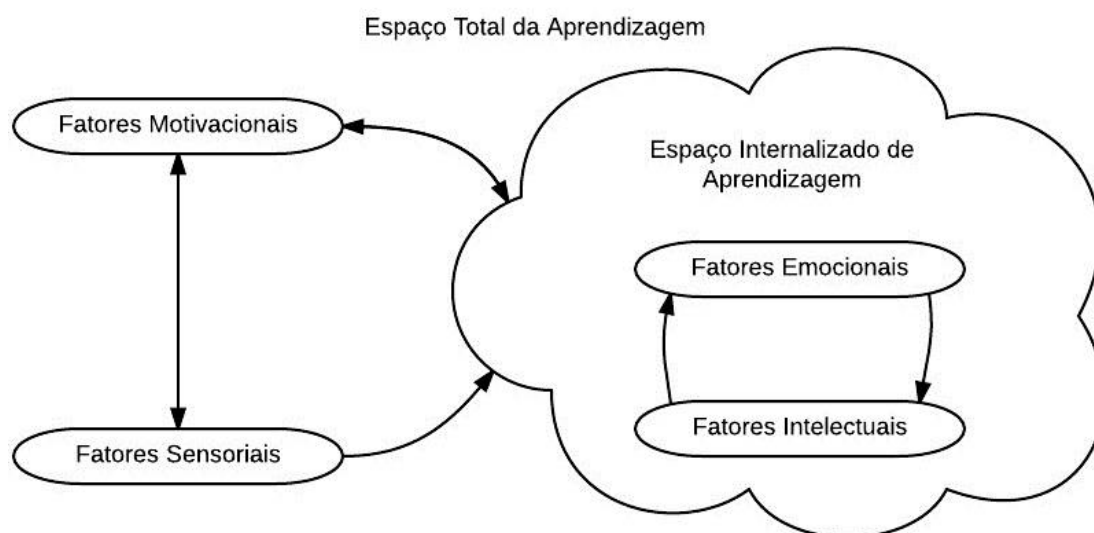 Espaço Total da Aprendizagem
Fatores Motivacionais
Espaço Internalizado de
Aprendizagem
Fatores Emocionais
Fatores Intelectuais
Fatores Sensoriais